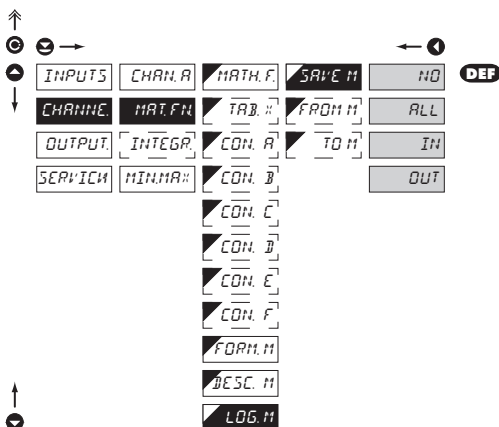 DEF
INPUTS CHAN. A MATH. F. SAVE M NO
CHANNE. MAT. FN. TAB. X FROM M ALL
OUTPUT. INTEGR. CON. A TO M IN
SERVICN MIN.MAX CON. B OUT
CON. C
CON. D
CON. E
CON. F
FORM. M
DESC. M
LOG. M